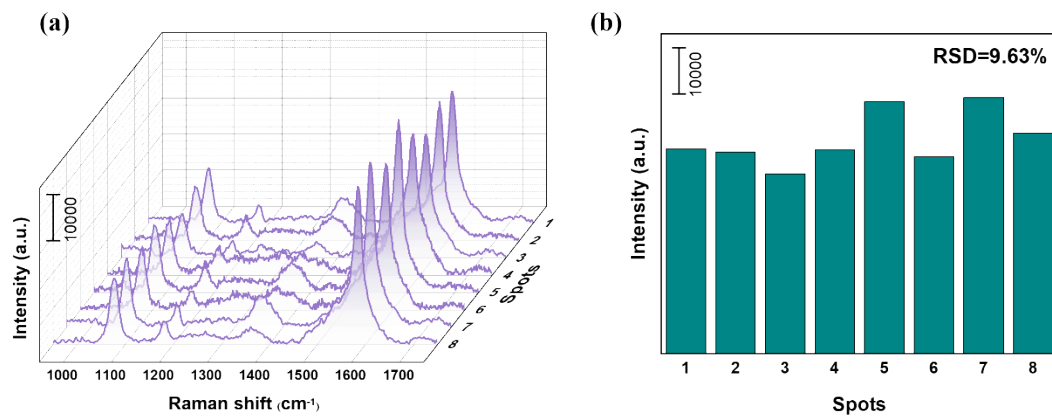 (a)
Intensity (a.u.)
10000
1
2
3
4
5
6
7
8
Spots
1000 1100 1200 1300 1400 1500 1600 1700
Raman shift (cm⁻¹)
(b)
10000
RSD=9.63%
Intensity (a.u.)
1 2 3 4 5 6 7 8
Spots